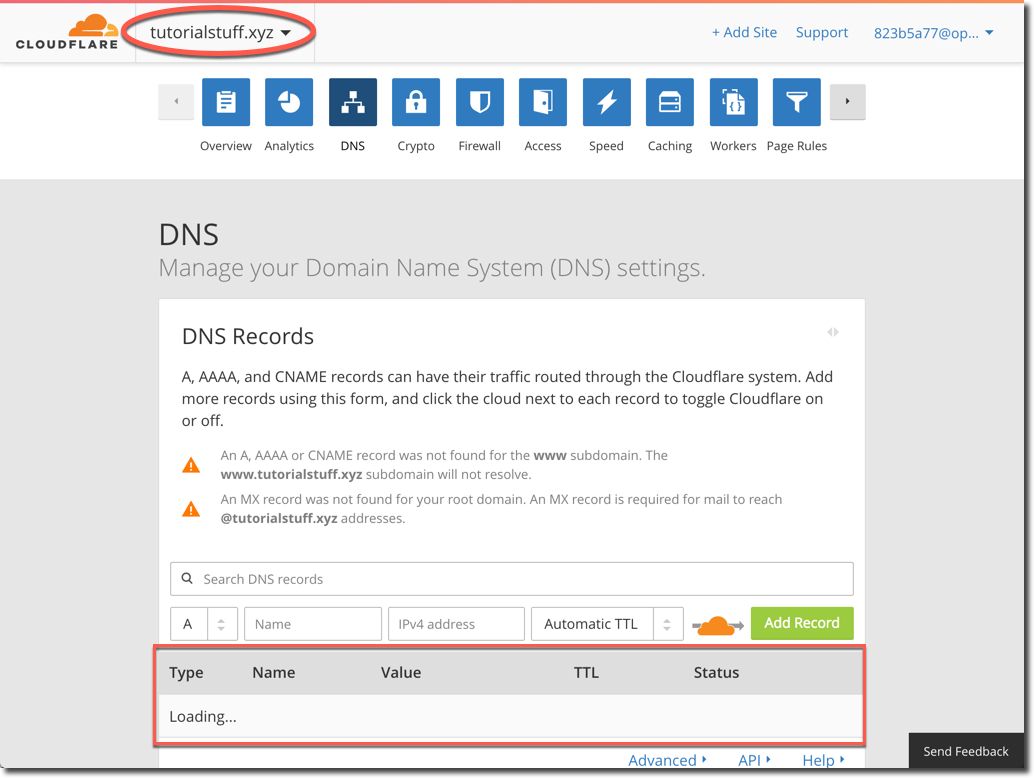 CLOUDFLARE
tutorialstuff.xyz
+ Add Site Support 823b5a77@op...
Overview Analytics DNS Crypto Firewall Access Speed Caching Workers Page Rules
DNS
Manage your Domain Name System (DNS) settings.
DNS Records
A, AAAA, and CNAME records can have their traffic routed through the Cloudflare system. Add
more records using this form, and click the cloud next to each record to toggle Cloudflare on
or off.
An A, AAAA or CNAME record was not found for the www subdomain. The
www.tutorialstuff.xyz subdomain will not resolve.
An MX record was not found for your root domain. An MX record is required for mail to reach
@tutorialstuff.xyz addresses.
Search DNS records
A Name IPv4 address Automatic TTL Add Record
Type Name Value TTL Status
Loading...
Advanced API Help
Send Feedback